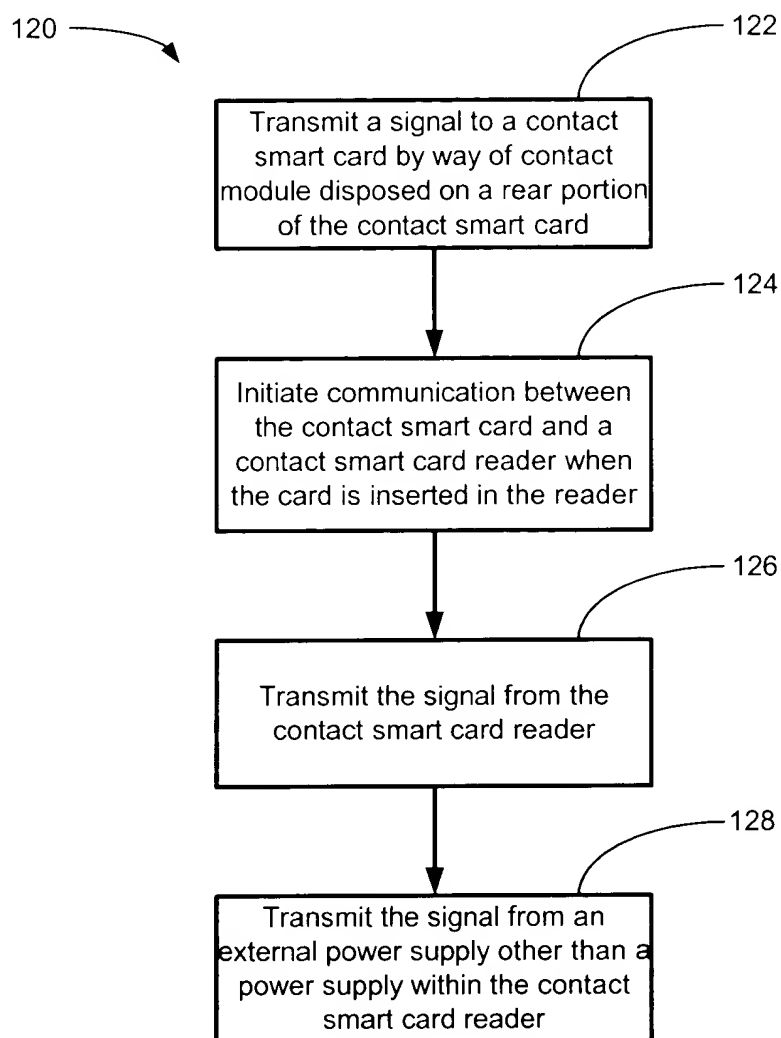 120
122
Transmit a signal to a contact
smart card by way of contact
module disposed on a rear portion
of the contact smart card
124
Initiate communication between
the contact smart card and a
contact smart card reader when
the card is inserted in the reader
126
Transmit the signal from the
contact smart card reader
128
Transmit the signal from an
external power supply other than a
power supply within the contact
smart card reader